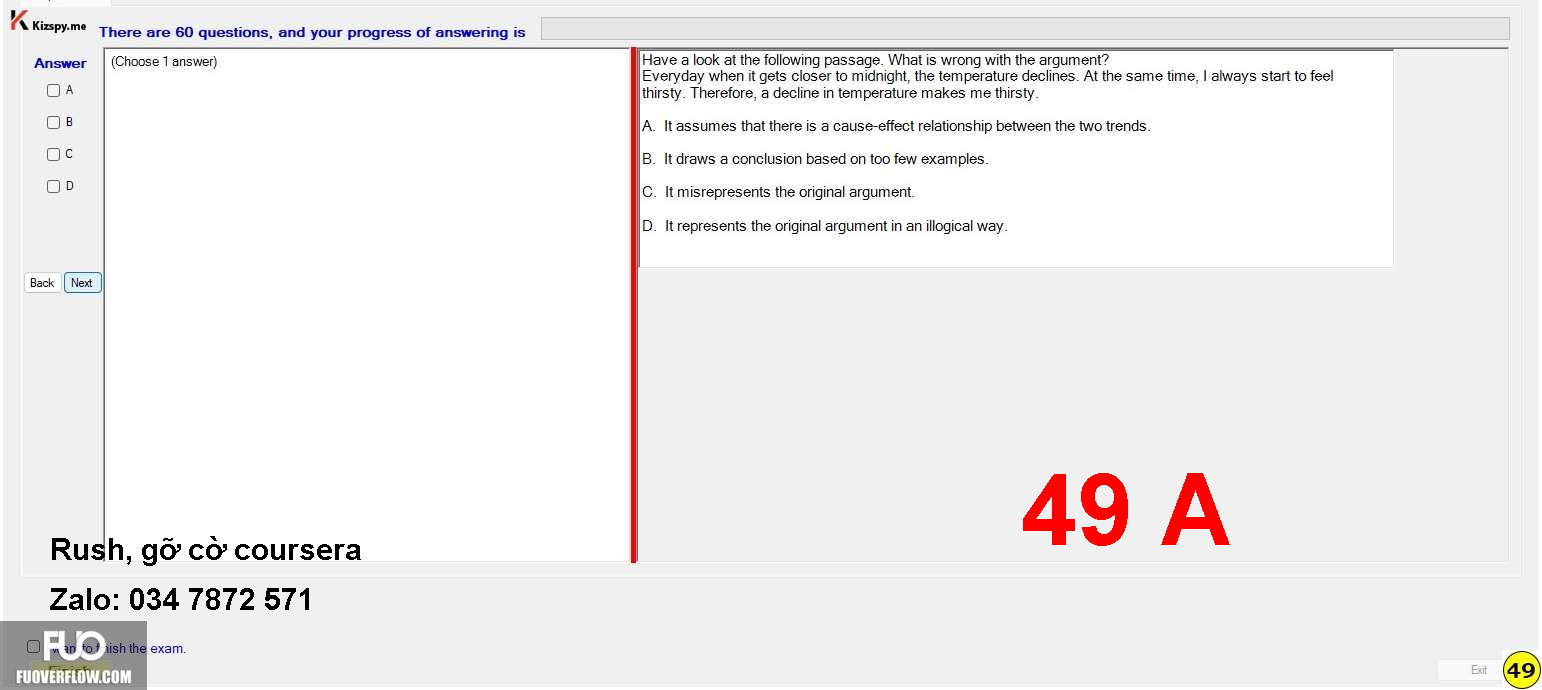 Kizspy.me
There are 60 questions, and your progress of answering is
Answer
A
B
C
D
Back
Next
(Choose 1 answer)
Have a look at the following passage. What is wrong with the argument?
Everyday when it gets closer to midnight, the temperature declines. At the same time, I always start to feel
thirsty. Therefore, a decline in temperature makes me thirsty.
A. It assumes that there is a cause-effect relationship between the two trends.
B. It draws a conclusion based on too few examples.
C. It misrepresents the original argument.
D. It represents the original argument in an illogical way.
49 A
Rush, gỡ cờ coursera
Zalo: 034 7872 571
FUO
FUOVERFLOW.COM
want to finish the exam.
Finish
Exit
49